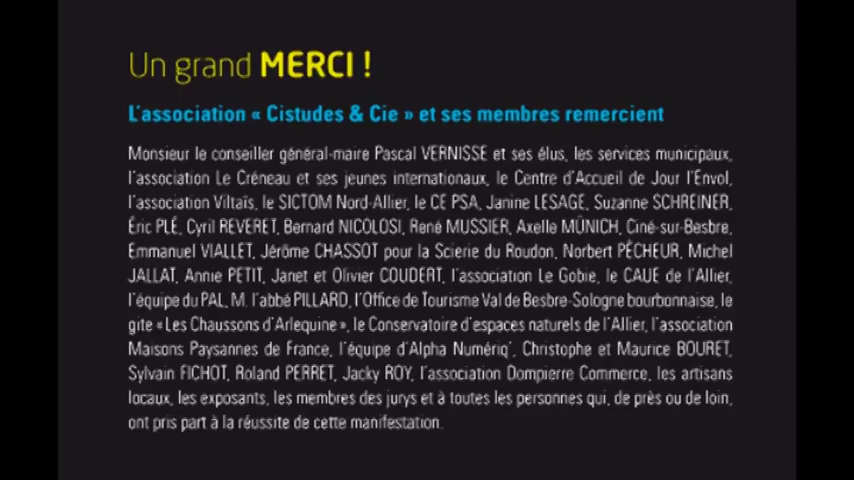 Un grand MERCI !
L'association « Cistudes & Cie » et ses membres remercient
Monsieur le conseiller général-maire Pascal VERNISSE et ses élus, les services municipaux,
l'association Le Créneau et ses jeunes internationaux, le Centre d'Accueil de Jour l'Envol,
l'association Viltaïs, le SICTOM Nord-Allier, le CE PSA, Janine LESAGE, Suzanne SCHREINER,
Éric PLÉ, Cyril REVERET, Bernard NICOLOSI, René MUSSIER, Axelle MÜNICH, Ciné-sur-Besbre,
Emmanuel VIALLET, Jérôme CHASSOT pour la Scierie du Roudon, Norbert PÊCHEUR, Michel
JALLAT, Annie PETIT, Janet et Olivier COUDERT, l'association Le Gobie, le CAUE de l'Allier,
l'équipe du PAL, M. l'abbé PILLARD, l'Office de Tourisme Val de Besbre-Sologne bourbonnaise, le
gite « Les Chaussons d'Arlequine », le Conservatoire d'espaces naturels de l'Allier, l'association
Maisons Paysannes de France, l'équipe d'Alpha Numériq', Christophe et Maurice BOURET,
Sylvain FICHOT, Roland PERRET, Jacky ROY, l'association Dompierre Commerce, les artisans
locaux, les exposants, les membres des jurys et à toutes les personnes qui, de près ou de loin,
ont pris part à la réussite de cette manifestation.